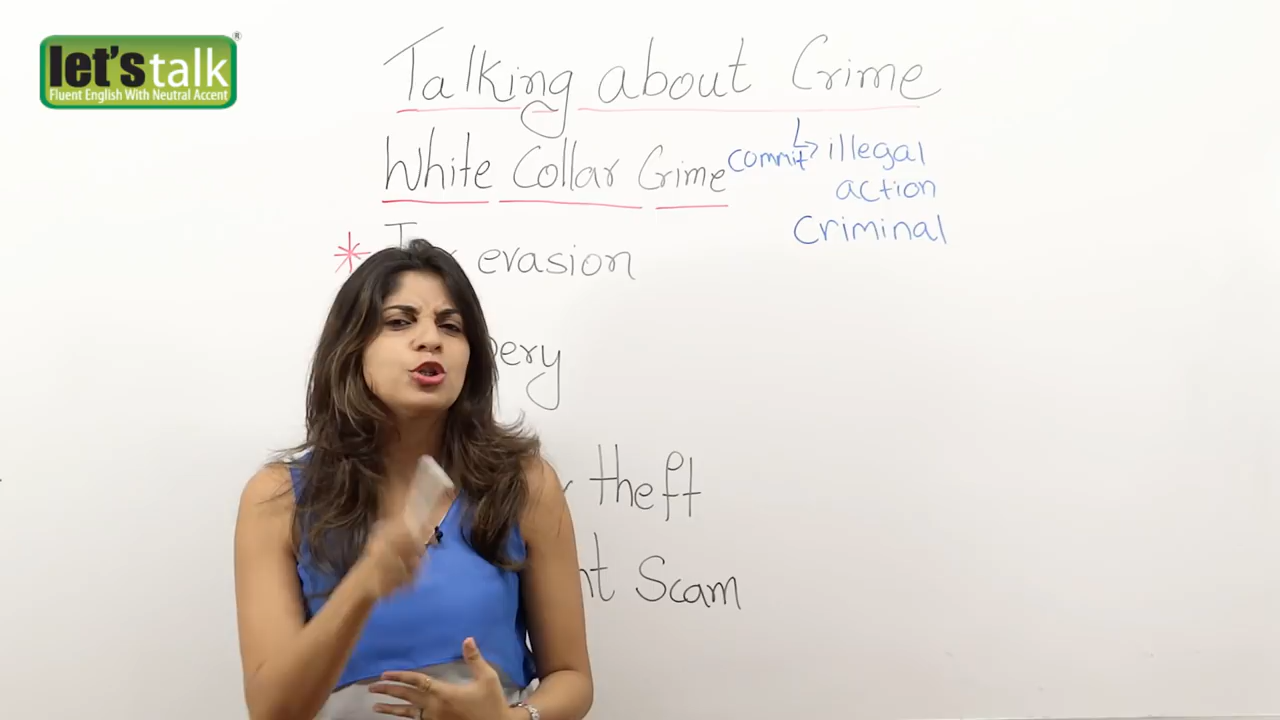 let's talk®
Fluent English With Neutral Accent
Talking about Crime
White Collar Crime commit illegal
action
Criminal
* evasion
theft
Scam